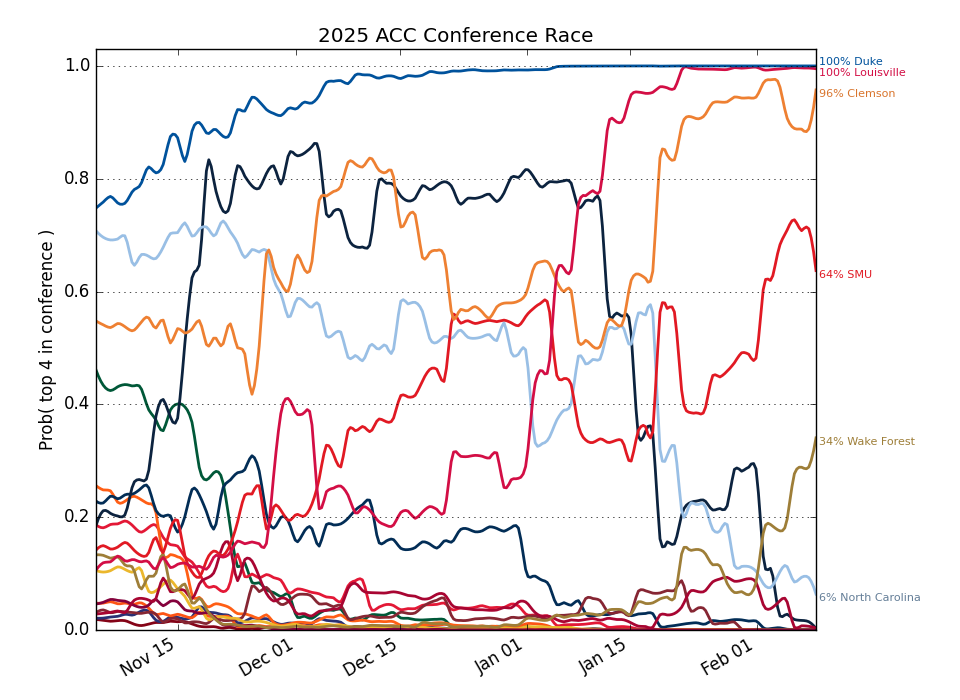 2025 ACC Conference Race
Prob( top 4 in conference )
1.0
0.8
0.6
0.4
0.2
0.0
Nov 15
Dec 01
Dec 15
Jan 01
Jan 15
Feb 01
100% Duke
100% Louisville
96% Clemson
64% SMU
34% Wake Forest
6% North Carolina